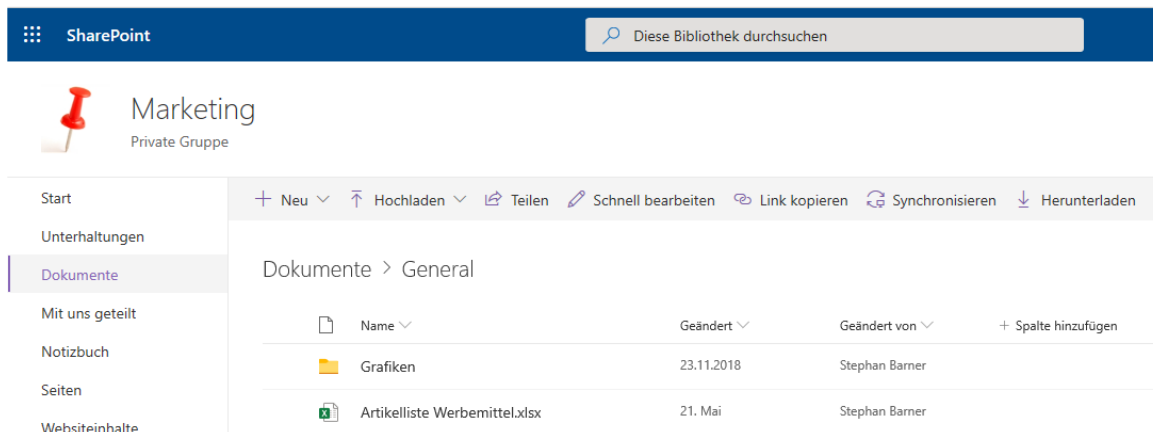 SharePoint
Diese Bibliothek durchsuchen
Marketing
Private Gruppe
Start
Unterhaltungen
Dokumente
Mit uns geteilt
Notizbuch
Seiten
Websiteinhalte
Neu Hochladen Teilen Schnell bearbeiten Link kopieren Synchronisieren Herunterladen
Dokumente > General
Name Geändert Geändert von + Spalte hinzufügen
Grafiken 23.11.2018 Stephan Barner
Artikelliste Werbemittel.xlsx 21. Mai Stephan Barner